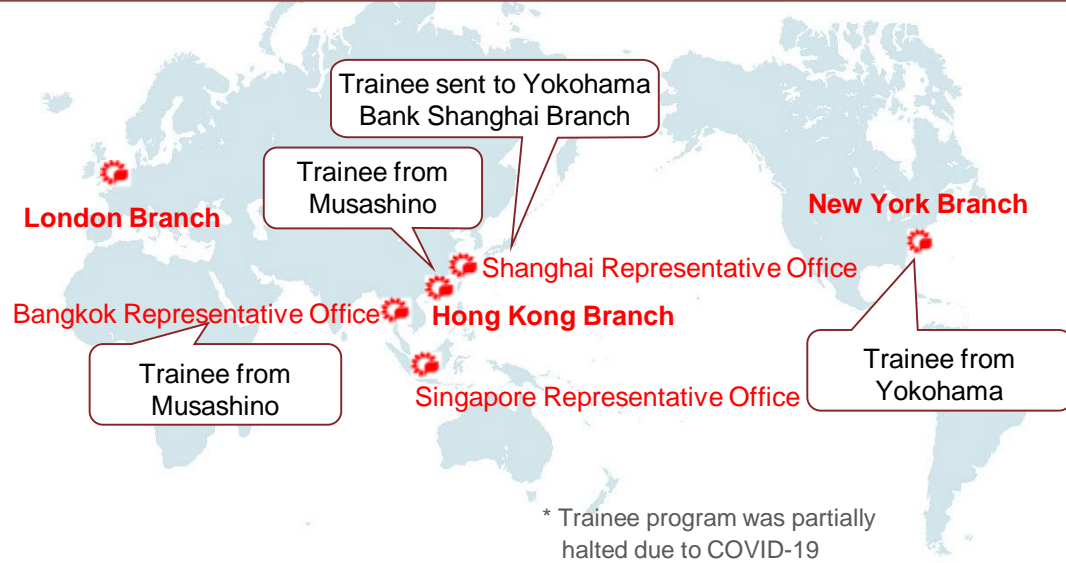 Trainee sent to Yokohama
Bank Shanghai Branch
Trainee from
Musashino
London Branch
New York Branch
Shanghai Representative Office
Bangkok Representative Office
Hong Kong Branch
Trainee from
Musashino
Singapore Representative Office
Trainee from
Yokohama
* Trainee program was partially
halted due to COVID-19